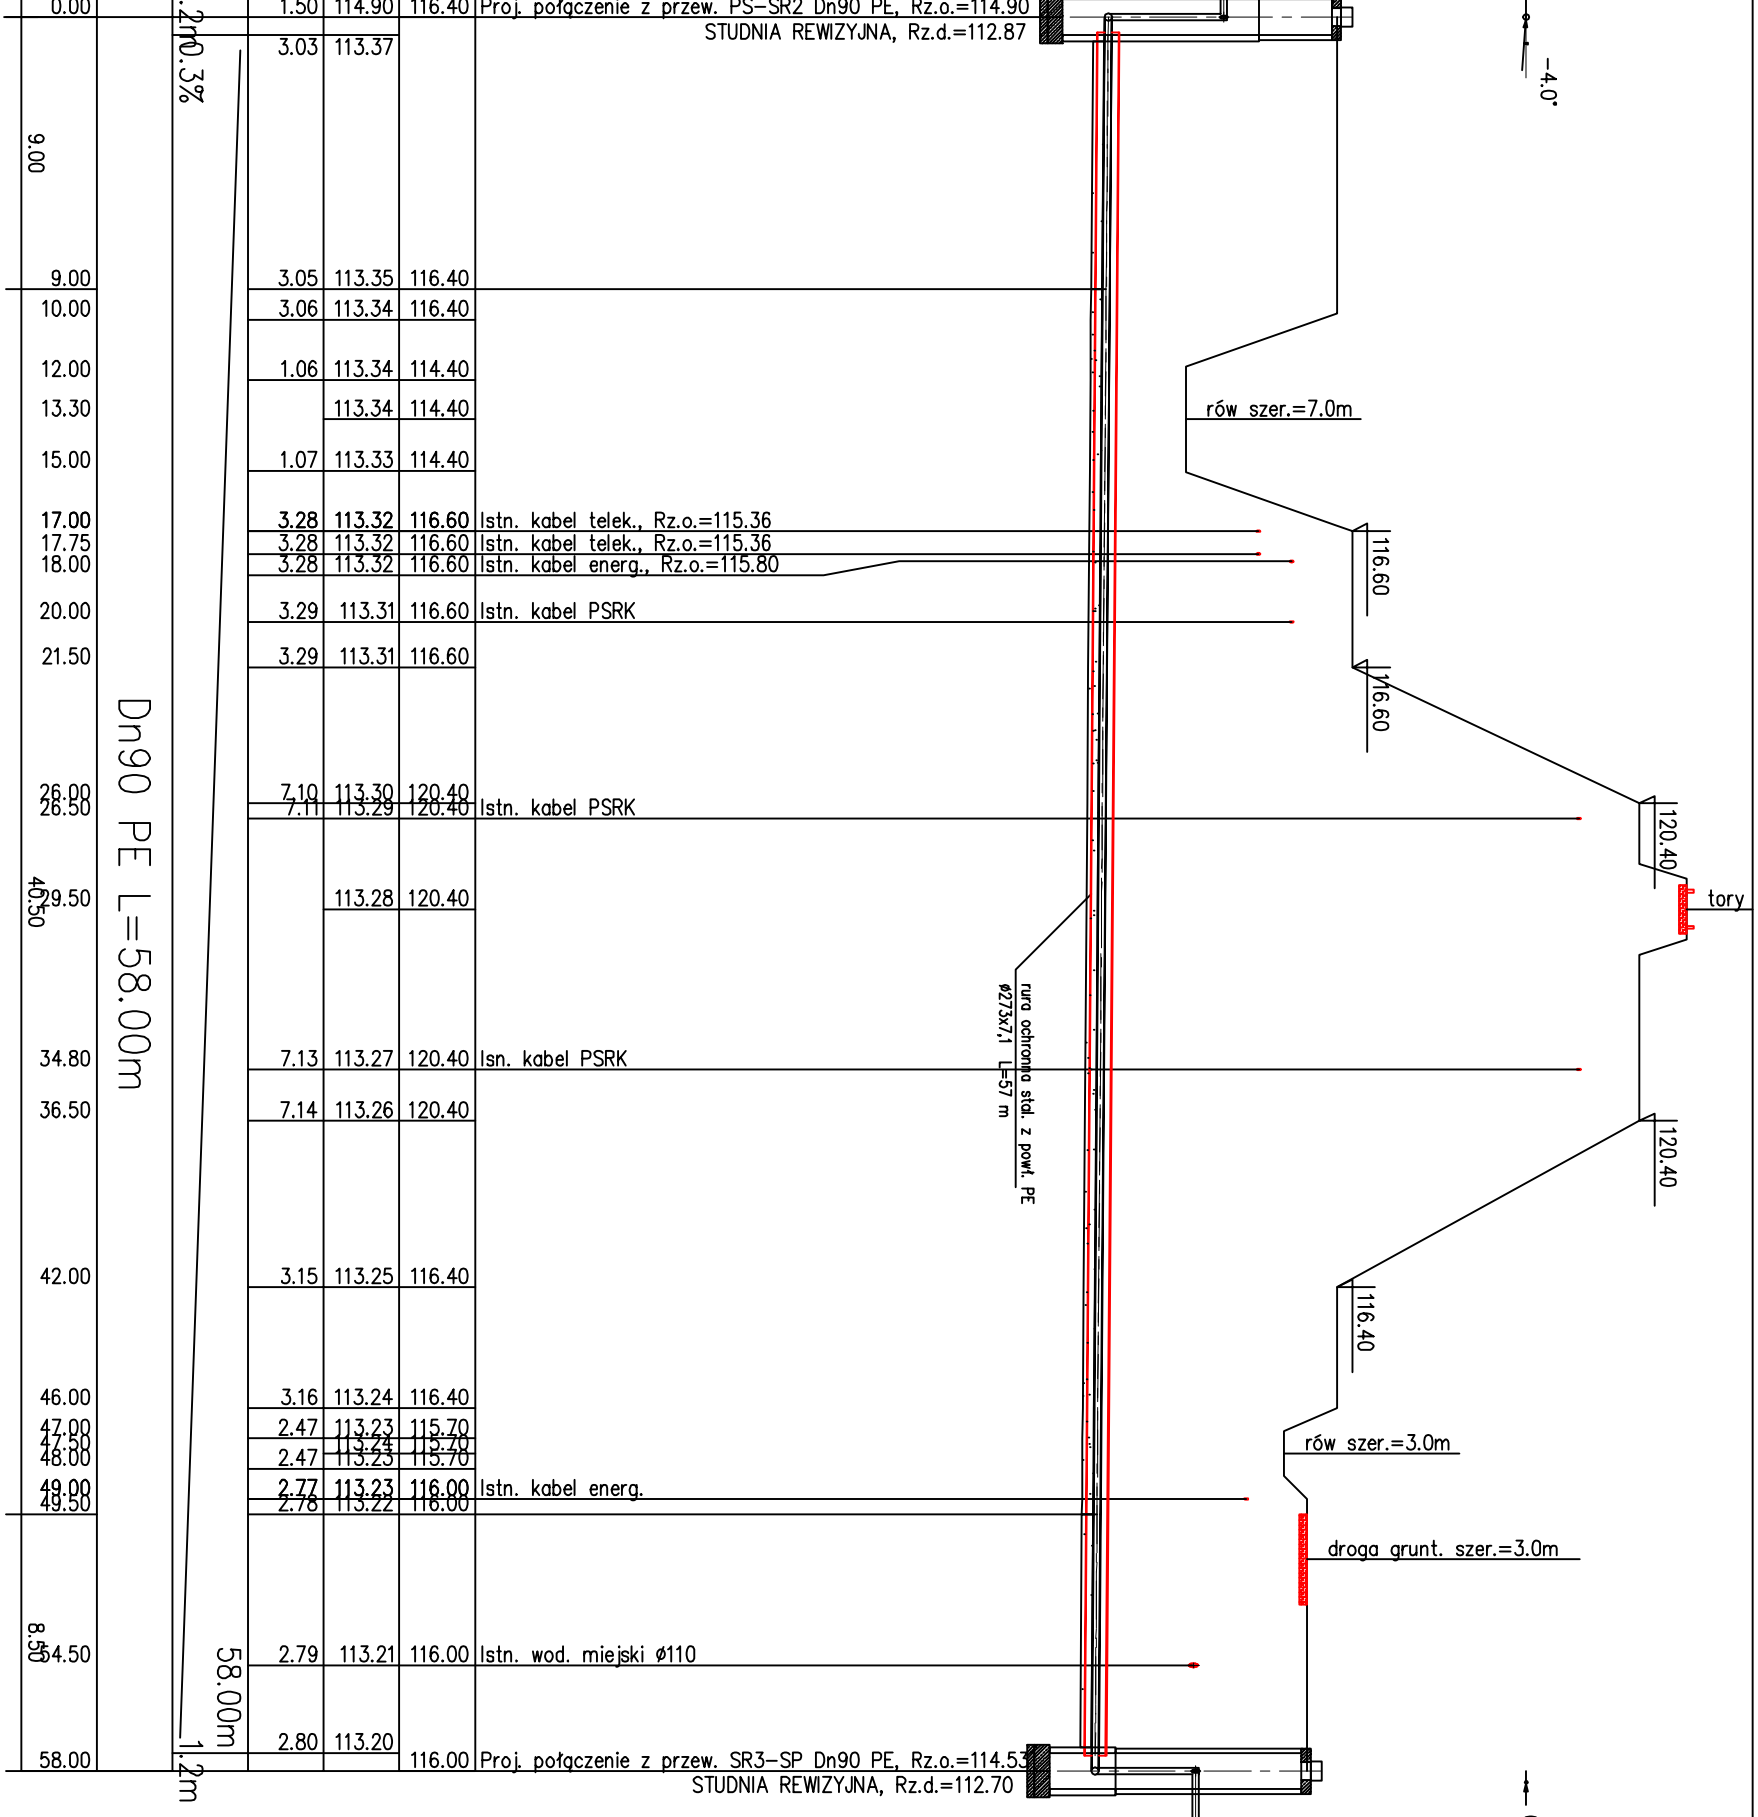 0.00 1.50 114.90 116.40 Proj. połączenie z przew. PS-SR2 Dn90 PE, Rz.o.=114.90
STUDNIA REWIZYJNA, Rz.d.=112.87
3.03 113.37
0.3%
-4.0°
9.00
9.00 3.05 113.35 116.40
10.00 3.06 113.34 116.40
12.00 1.06 113.34 114.40
13.30 113.34 114.40 rów szer.=7.0m
15.00 1.07 113.33 114.40
17.00 3.28 113.32 116.60 Istn. kabel telek., Rz.o.=115.36
17.75 3.28 113.32 116.60 Istn. kabel telek., Rz.o.=115.36
18.00 3.28 113.32 116.60 Istn. kabel energ., Rz.o.=115.80
116.60
20.00 3.29 113.31 116.60 Istn. kabel PSRK
21.50 3.29 113.31 116.60
116.60
Dn90 PE L=58.00m
26.00 7.10 113.30 120.40
26.50 7.11 113.29 120.40 Istn. kabel PSRK
120.40
40.50
29.50 113.28 120.40 tory
rura ochronna stal. z powł. PE
ø273x7,1 L=57 m
34.80 7.13 113.27 120.40 Isn. kabel PSRK
36.50 7.14 113.26 120.40
120.40
42.00 3.15 113.25 116.40
116.40
46.00 3.16 113.24 116.40
47.00 2.47 113.23 115.70
47.50 113.24 115.70 rów szer.=3.0m
48.00 2.47 113.23 115.70
49.00 2.77 113.23 116.00 Istn. kabel energ.
49.50 2.78 113.22 116.00
droga grunt. szer.=3.0m
8.50
54.50 2.79 113.21 116.00 Istn. wod. miejski ø110
58.00m
2.80 113.20
1.2m
58.00 116.00 Proj. połączenie z przew. SR3-SP Dn90 PE, Rz.o.=114.53
STUDNIA REWIZYJNA, Rz.d.=112.70